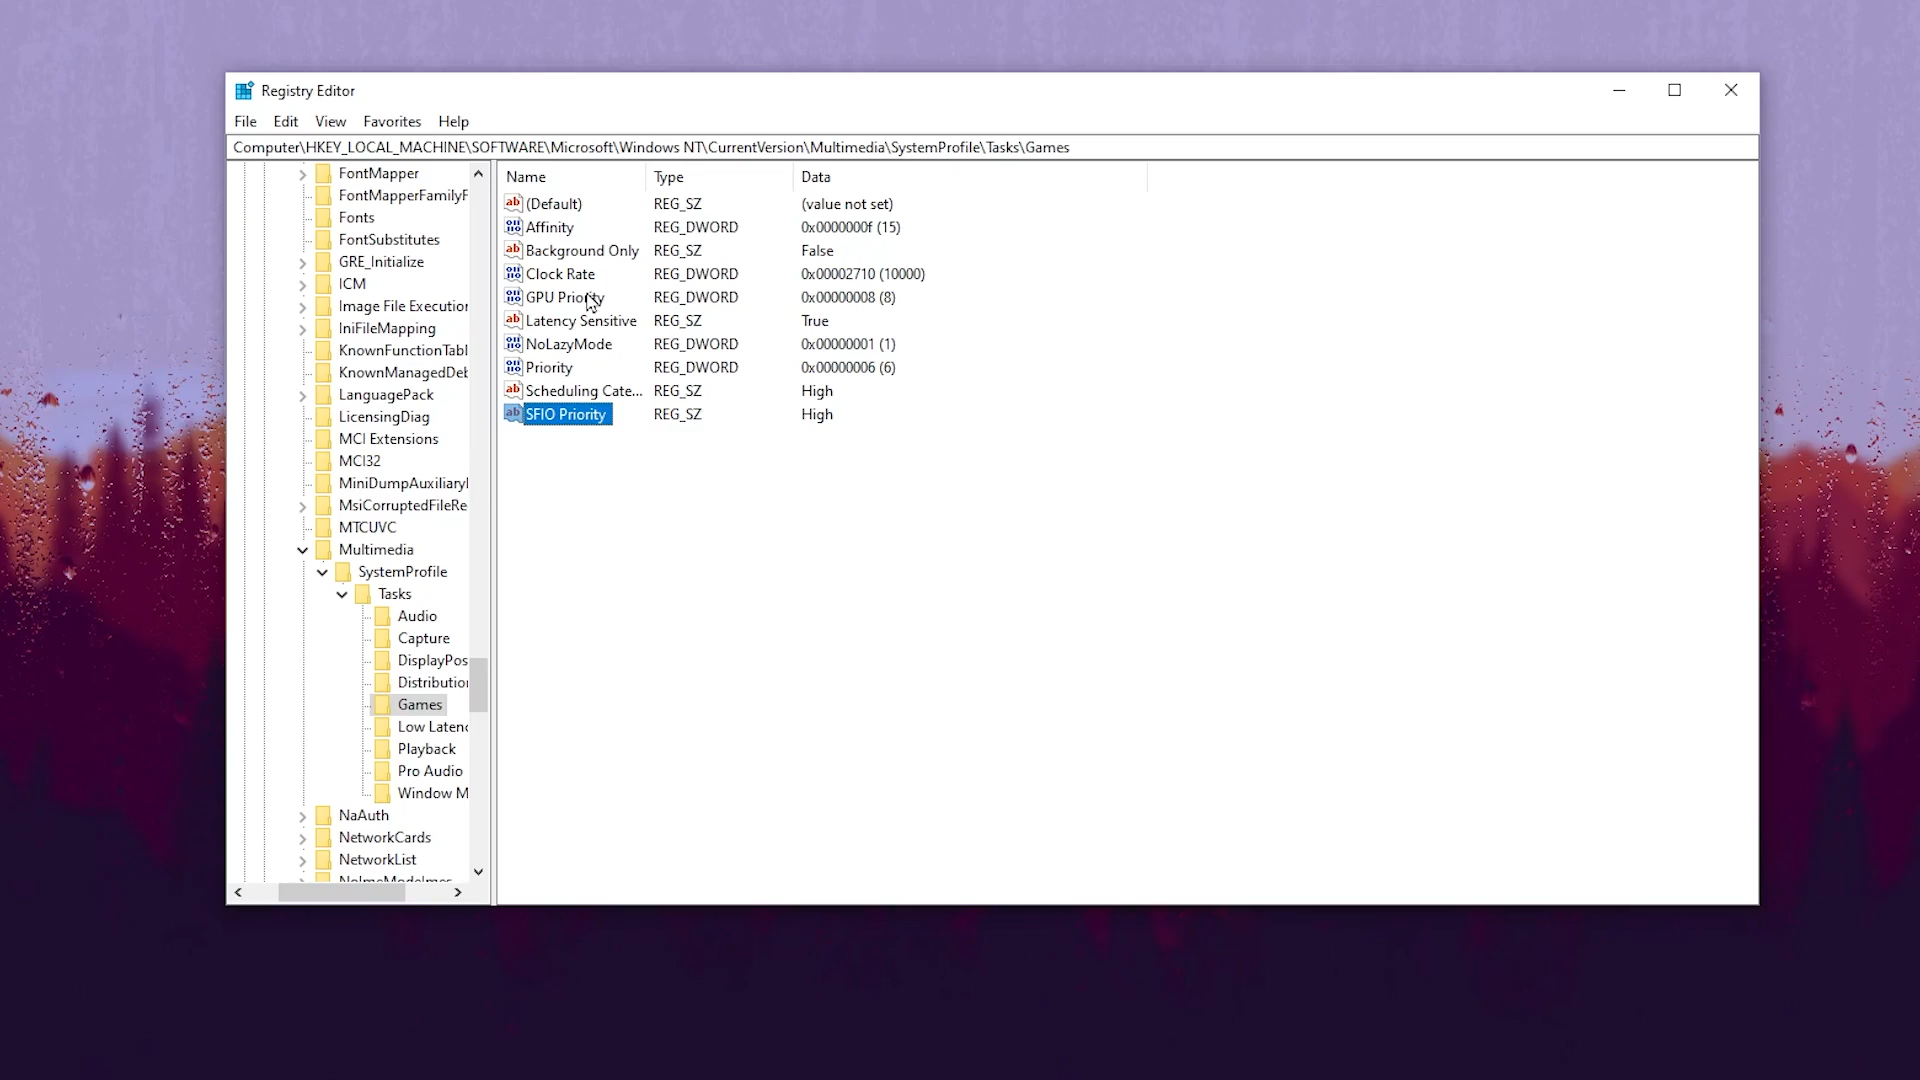 Registry Editor
File Edit View Favorites Help
Computer\HKEY_LOCAL_MACHINE\SOFTWARE\Microsoft\Windows NT\CurrentVersion\Multimedia\SystemProfile\Tasks\Games
FontMapper
FontMapperFamilyF
Fonts
FontSubstitutes
GRE_Initialize
ICM
Image File Execution
IniFileMapping
KnownFunctionTabl
KnownManagedDeb
LanguagePack
LicensingDiag
MCI Extensions
MCI32
MiniDumpAuxiliaryl
MsiCorruptedFileRe
MTCUVC
Multimedia
SystemProfile
Tasks
Audio
Capture
DisplayPos
Distribution
Games
Low Latenc
Playback
Pro Audio
Window M
NaAuth
NetworkCards
NetworkList
Name Type Data
(Default) REG_SZ (value not set)
Affinity REG_DWORD 0x0000000f (15)
Background Only REG_SZ False
Clock Rate REG_DWORD 0x00002710 (10000)
GPU Priority REG_DWORD 0x00000008 (8)
Latency Sensitive REG_SZ True
NoLazyMode REG_DWORD 0x00000001 (1)
Priority REG_DWORD 0x00000006 (6)
Scheduling Cate... REG_SZ High
SFIO Priority REG_SZ High